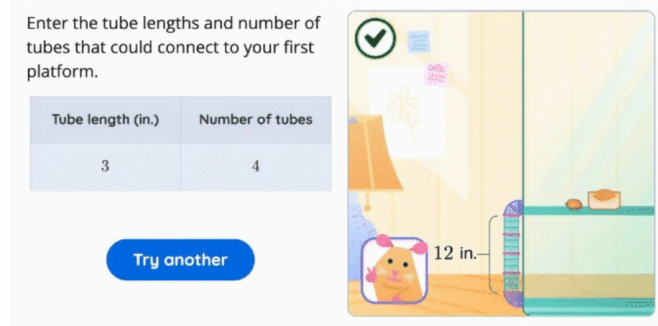 Enter the tube lengths and number of
tubes that could connect to your first
platform.
Tube length (in.) Number of tubes
3 4
Try another
12 in.